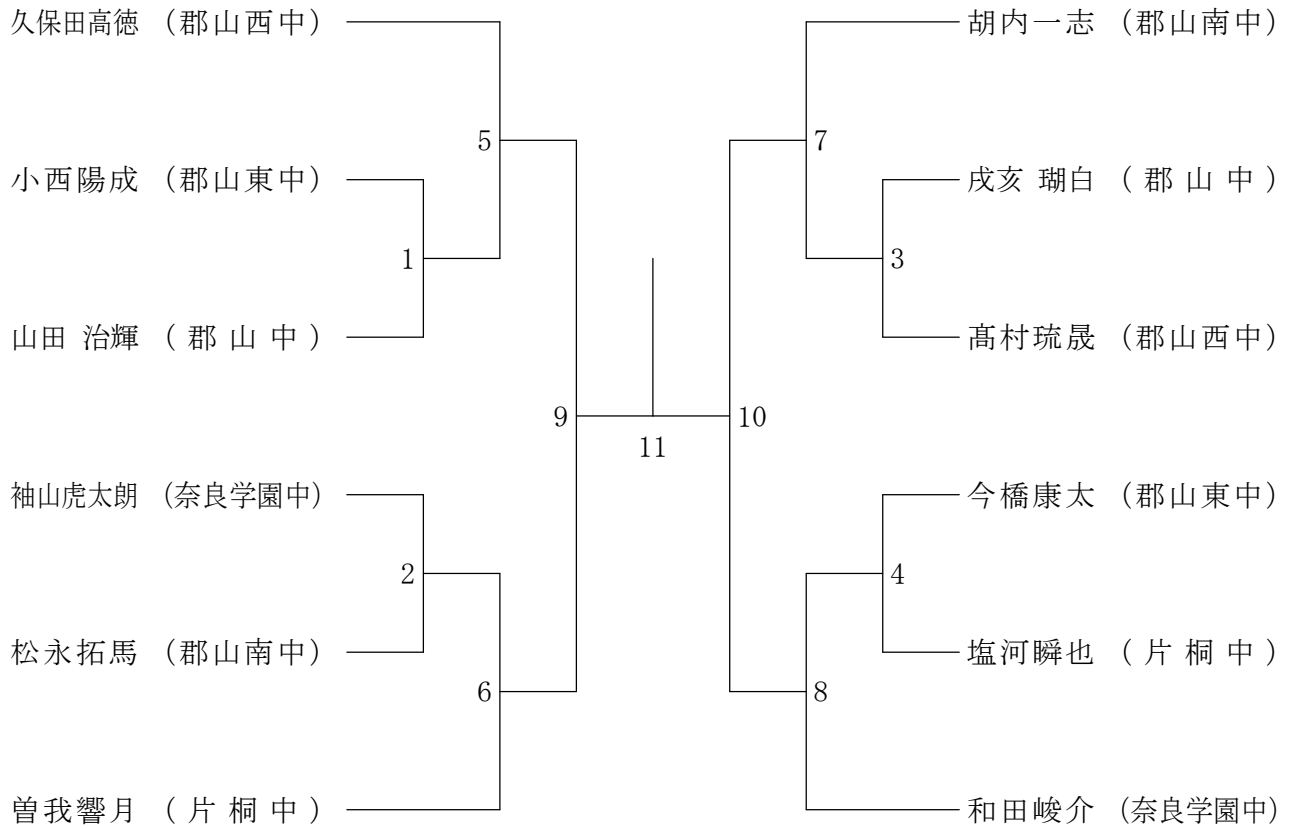 久保田高徳 （郡山西中）
小西陽成 （郡山東中）
山田 治輝 （ 郡 山 中 ）
袖山虎太朗 （奈良学園中）
松永拓馬 （郡山南中）
曽我響月 （ 片 桐 中 ）
1
2
5
6
9
11
10
7
8
3
4
胡内一志 （郡山南中）
戌亥 瑚白 （ 郡 山 中 ）
髙村琉晟 （郡山西中）
今橋康太 （郡山東中）
塩河瞬也 （ 片 桐 中 ）
和田峻介 （奈良学園中）